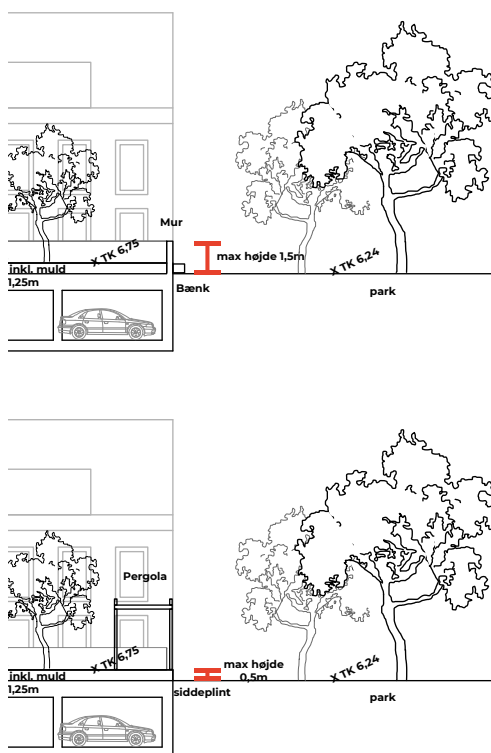 Mur
X TK 6,75
max højde 1,5m
X TK 6,24
inkl. muld
1,25m
Bænk
park
Pergola
X TK 6,75
max højde
0,5m
X TK 6,24
inkl. muld
1,25m
siddeplint
park